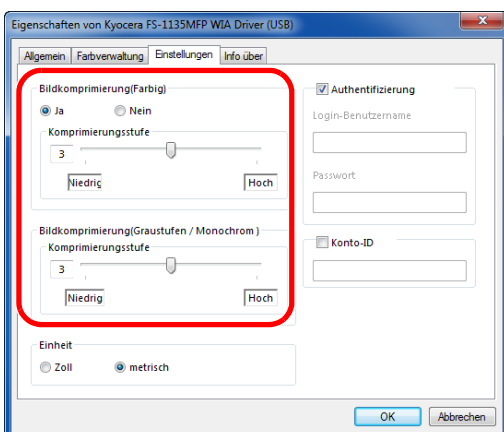 Eigenschaften von Kyocera FS-1135MFP WIA Driver (USB)
Allgemein Farbverwaltung Einstellungen Info über
Bildkomprimierung(Farbig)
Ja Nein
Komprimierungsstufe
3
Niedrig Hoch
Bildkomprimierung(Graustufen / Monochrom )
Komprimierungsstufe
3
Niedrig Hoch
Einheit
Zoll metrisch
Authentifizierung
Login-Benutzername
Passwort
Konto-ID
OK Abbrechen